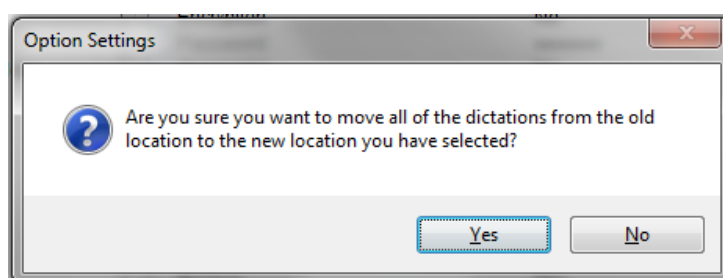 Option Settings
Are you sure you want to move all of the dictations from the old
location to the new location you have selected?
Yes
No